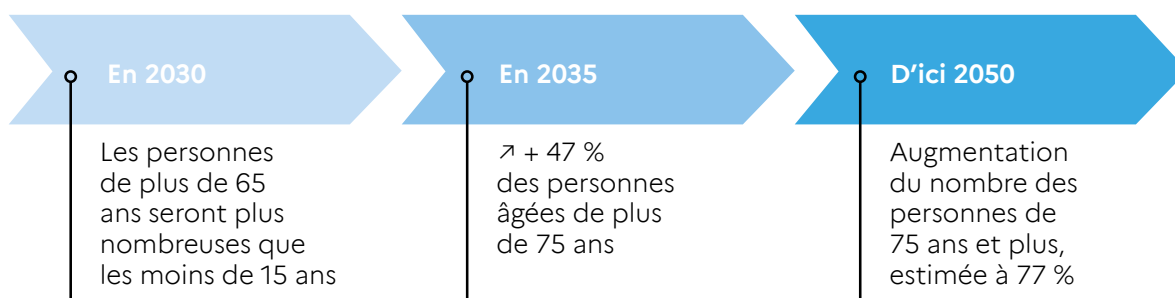 En 2030
Les personnes
de plus de 65
ans seront plus
nombreuses que
les moins de 15 ans
En 2035
↗ + 47 %
des personnes
âgées de plus
de 75 ans
D’ici 2050
Augmentation
du nombre des
personnes de
75 ans et plus,
estimée à 77 %